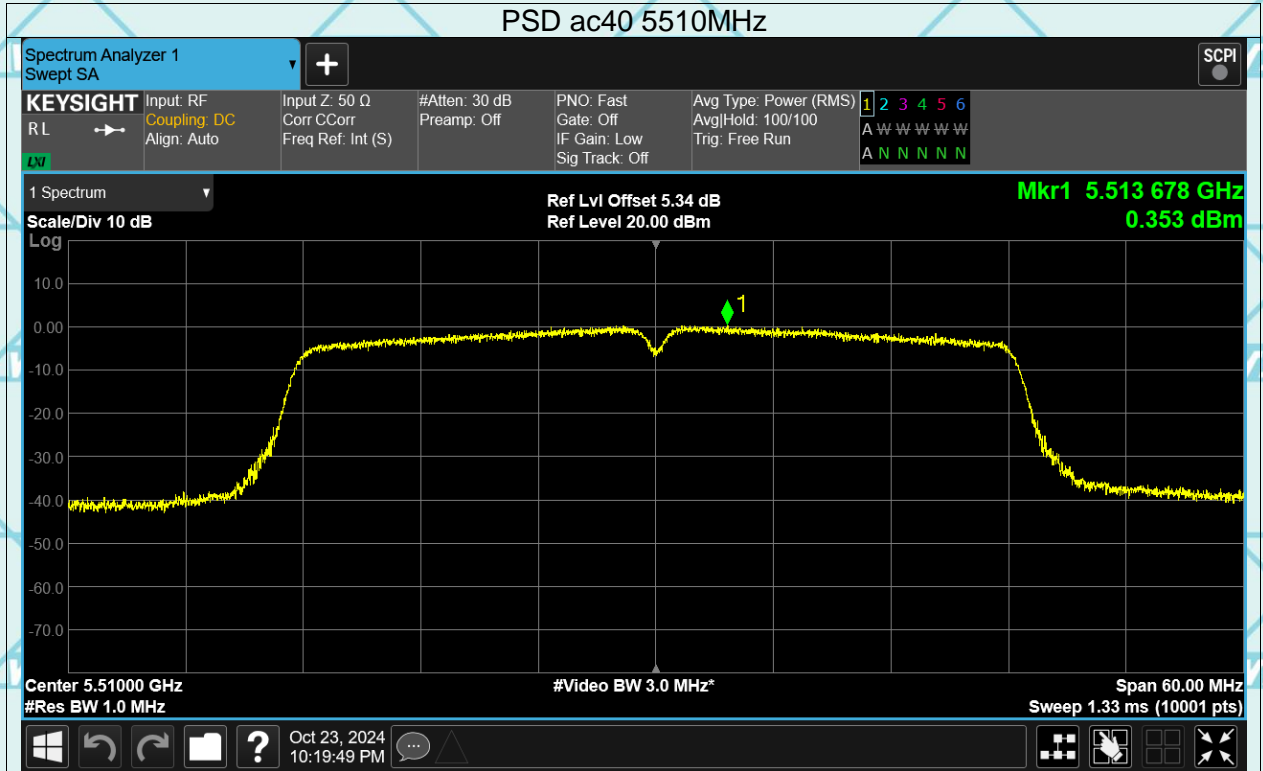 PSD ac40 5510MHz
Spectrum Analyzer 1
Swept SA
+
SCPI
KEYSIGHT Input: RF Input Z: 50 Ω #Atten: 30 dB PNO: Fast Avg Type: Power (RMS) 1 2 3 4 5 6
RL Coupling: DC Corr CCorr Preamp: Off Gate: Off Avg|Hold: 100/100 A W W W W W
Align: Auto Freq Ref: Int (S) IF Gain: Low Trig: Free Run
LXI Sig Track: Off A N N N N N
1 Spectrum Ref Lvl Offset 5.34 dB Mkr1 5.513 678 GHz
Scale/Div 10 dB Ref Level 20.00 dBm 0.353 dBm
Log
10.0
1
0.00
-10.0
-20.0
-30.0
-40.0
-50.0
-60.0
-70.0
Center 5.51000 GHz #Video BW 3.0 MHz* Span 60.00 MHz
#Res BW 1.0 MHz Sweep 1.33 ms (10001 pts)
? Oct 23, 2024
10:19:49 PM